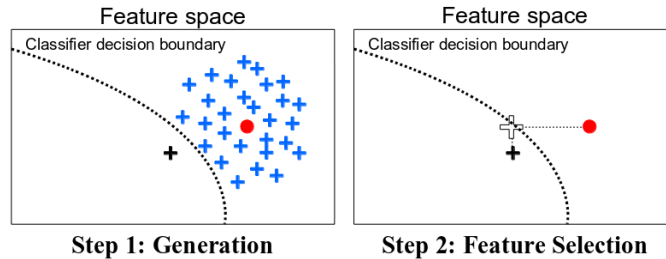 Feature space
Classifier decision boundary
Step 1: Generation
Feature space
Classifier decision boundary
Step 2: Feature Selection